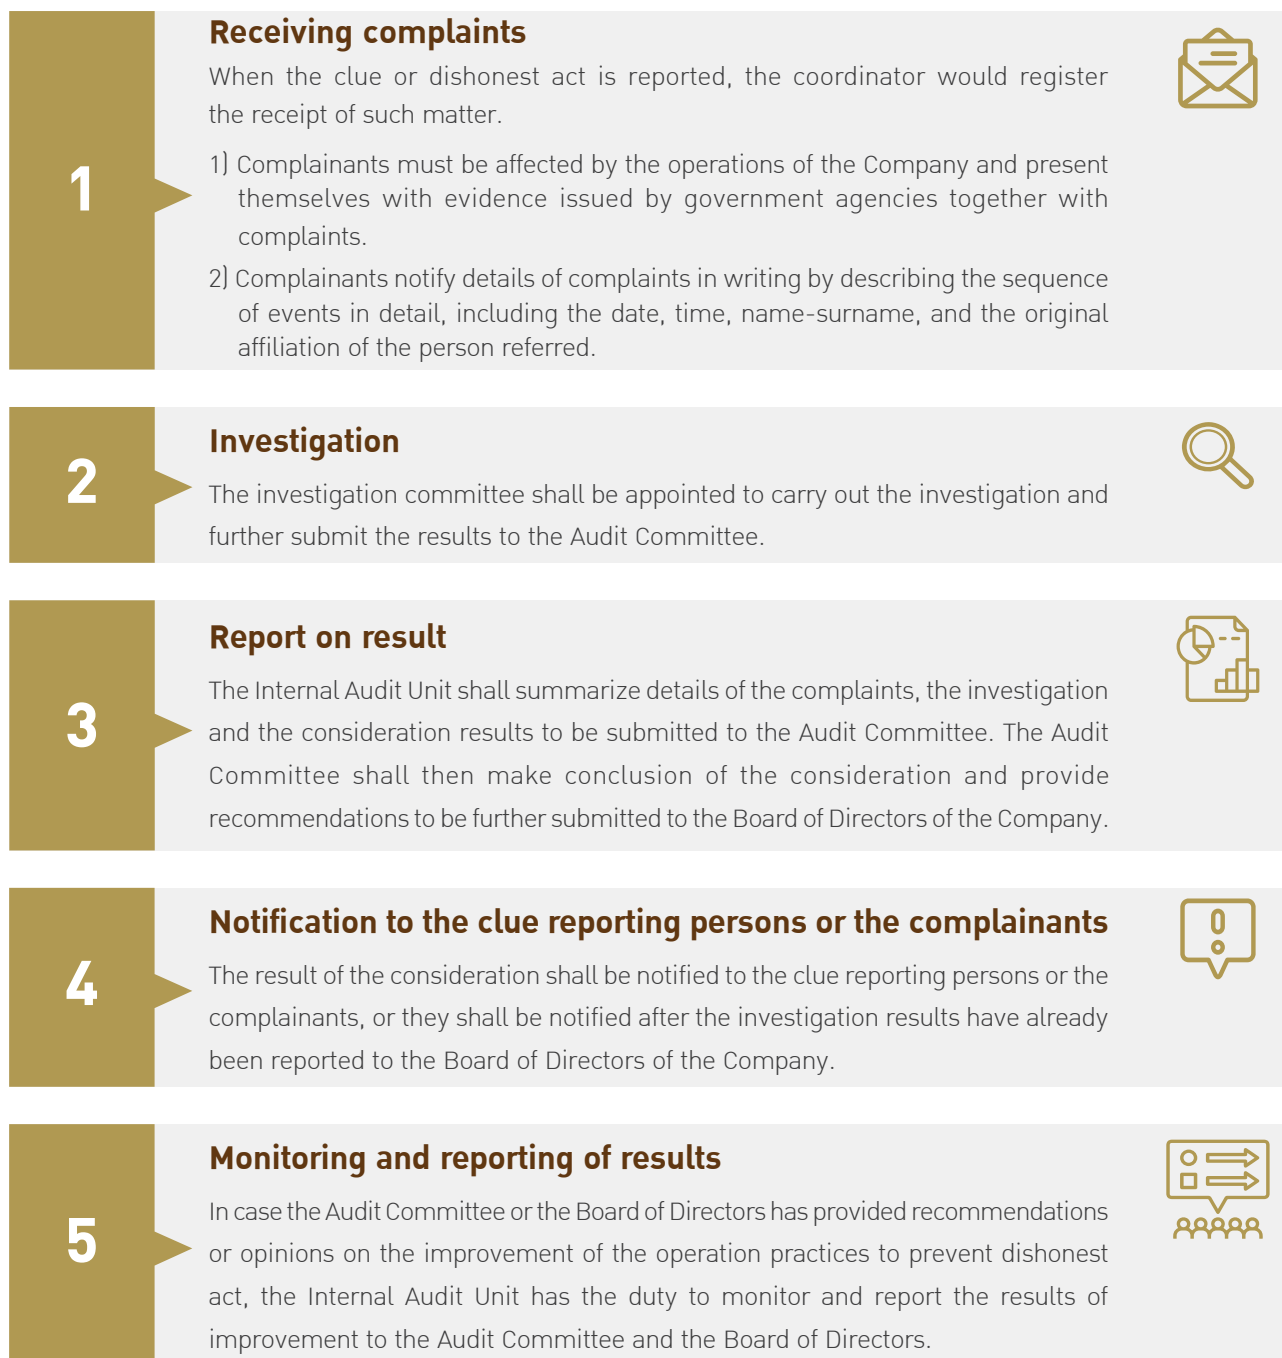 1
Receiving complaints
When the clue or dishonest act is reported, the coordinator would register
the receipt of such matter.
1) Complainants must be affected by the operations of the Company and present
themselves with evidence issued by government agencies together with
complaints.
2) Complainants notify details of complaints in writing by describing the sequence
of events in detail, including the date, time, name-surname, and the original
affiliation of the person referred.
2
Investigation
The investigation committee shall be appointed to carry out the investigation and
further submit the results to the Audit Committee.
3
Report on result
The Internal Audit Unit shall summarize details of the complaints, the investigation
and the consideration results to be submitted to the Audit Committee. The Audit
Committee shall then make conclusion of the consideration and provide
recommendations to be further submitted to the Board of Directors of the Company.
4
Notification to the clue reporting persons or the complainants
The result of the consideration shall be notified to the clue reporting persons or the
complainants, or they shall be notified after the investigation results have already
been reported to the Board of Directors of the Company.
5
Monitoring and reporting of results
In case the Audit Committee or the Board of Directors has provided recommendations
or opinions on the improvement of the operation practices to prevent dishonest
act, the Internal Audit Unit has the duty to monitor and report the results of
improvement to the Audit Committee and the Board of Directors.